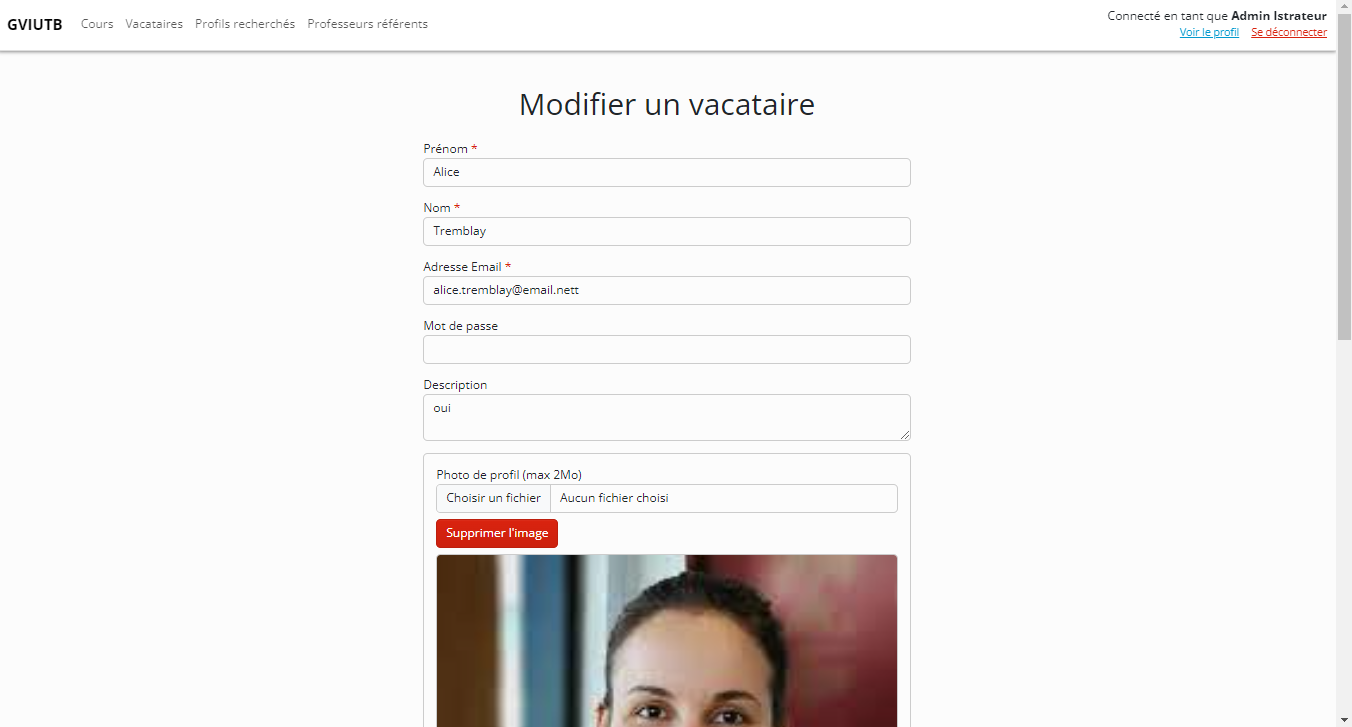 GVIUTB Cours Vacataires Profils recherchés Professeurs référents
Connecté en tant que Admin Istrateur
Voir le profil Se déconnecter
Modifier un vacataire
Prénom *
Alice
Nom *
Tremblay
Adresse Email *
alice.tremblay@email.nett
Mot de passe
Description
oui
Photo de profil (max 2Mo)
Choisir un fichier Aucun fichier choisi
Supprimer l'image